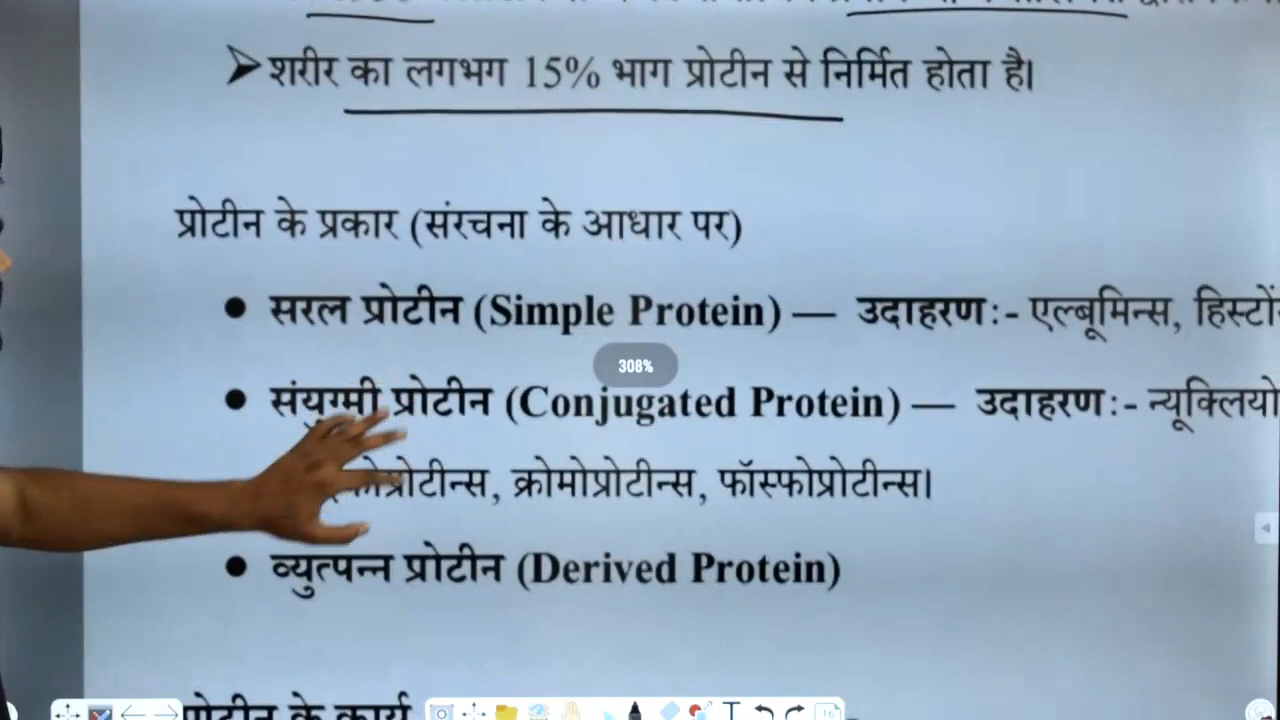 ➤शरीर का लगभग 15% भाग प्रोटीन से निर्मित होता है।
प्रोटीन के प्रकार (संरचना के आधार पर)
● सरल प्रोटीन (Simple Protein) — उदाहरण:- एल्बूमिन्स,
308%
● संयुग्मी प्रोटीन (Conjugated Protein) — उदाहरण:-
क्रोमोप्रोटीन्स, फॉस्फोप्रोटीन्स।
● व्युत्पन्न प्रोटीन (Derived Protein)
प्रोटीन के कार्य